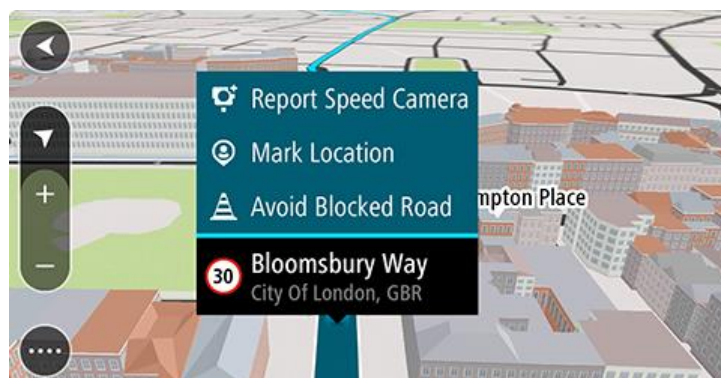 Report Speed Camera
Mark Location
Avoid Blocked Road
mpton Place
30
Bloomsbury Way
City Of London, GBR